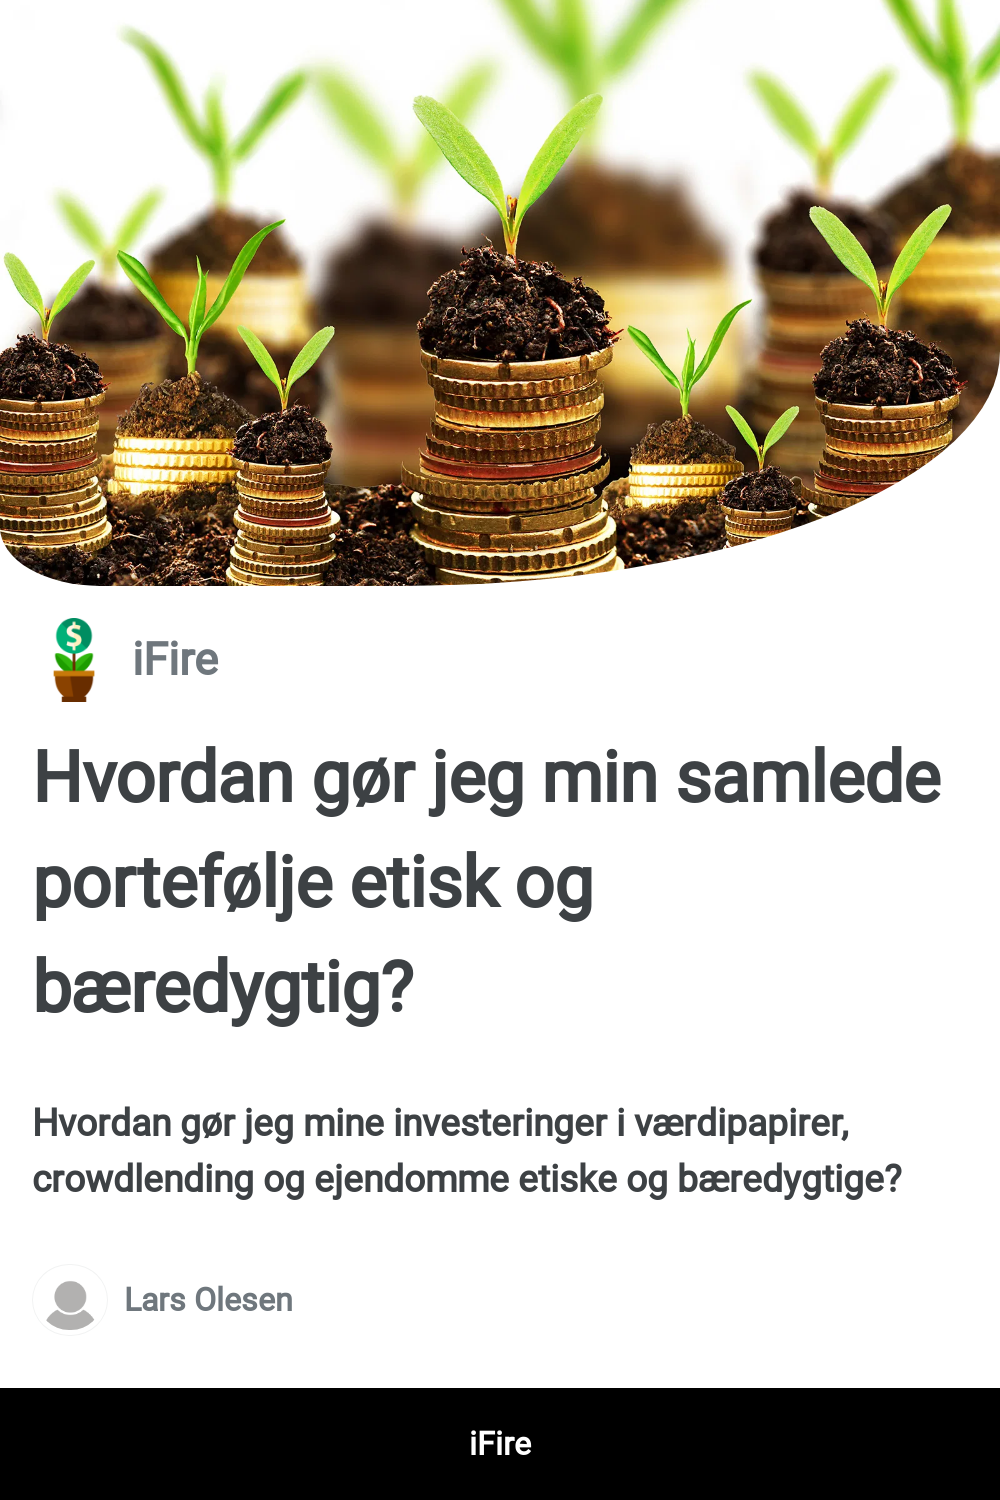 $
iFire
Hvordan gør jeg min samlede
portefølje etisk og
bæredygtig?
Hvordan gør jeg mine investeringer i værdipapirer,
crowdlending og ejendomme etiske og bæredygtige?
Lars Olesen
iFire